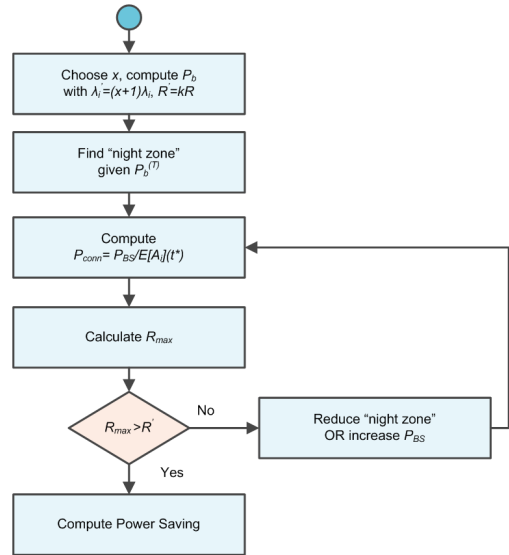 Choose x, compute P_b
with λ_i^'=(x+1)λ_i, R^'=kR
Find “night zone”
given P_b^(T)
Compute
P_conn= P_BS/E[A_i](t*)
Calculate R_max
R_max>R^'
No
Reduce “night zone”
OR increase P_BS
Yes
Compute Power Saving